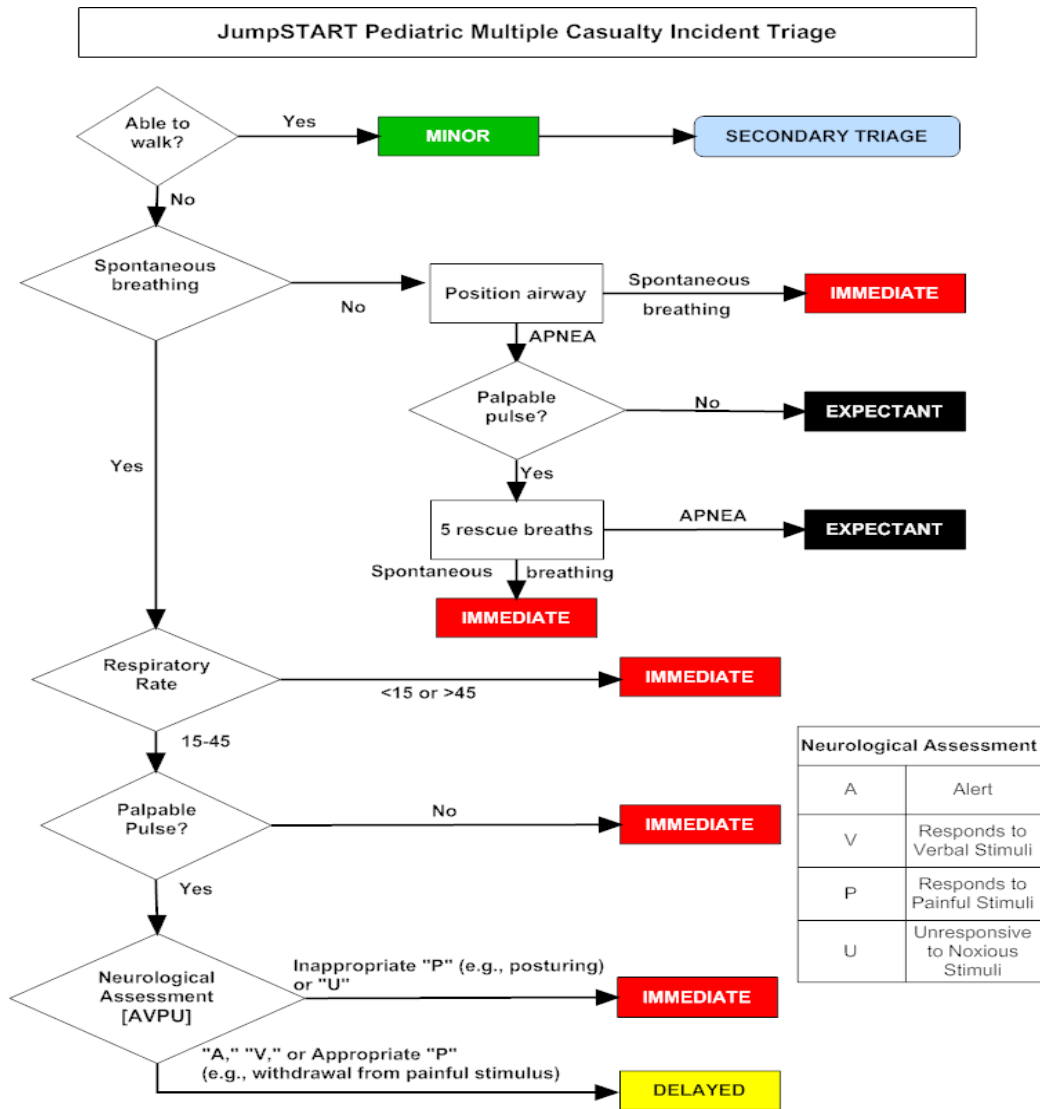 JumpSTART Pediatric Multiple Casualty Incident Triage
Able to
walk?
Yes
MINOR
SECONDARY TRIAGE
No
Spontaneous
breathing
No
Position airway
Spontaneous
breathing
IMMEDIATE
APNEA
Palpable
pulse?
No
EXPECTANT
Yes
Yes
5 rescue breaths
APNEA
EXPECTANT
Spontaneous breathing
IMMEDIATE
Respiratory
Rate
<15 or >45
IMMEDIATE
15-45
Palpable
Pulse?
No
IMMEDIATE
Yes
Neurological
Assessment
[AVPU]
Inappropriate "P" (e.g., posturing)
or "U"
IMMEDIATE
"A," "V," or Appropriate "P"
(e.g., withdrawal from painful stimulus)
DELAYED
Neurological Assessment
A Alert
V Responds to
Verbal Stimuli
P Responds to
Painful Stimuli
U Unresponsive
to Noxious
Stimuli